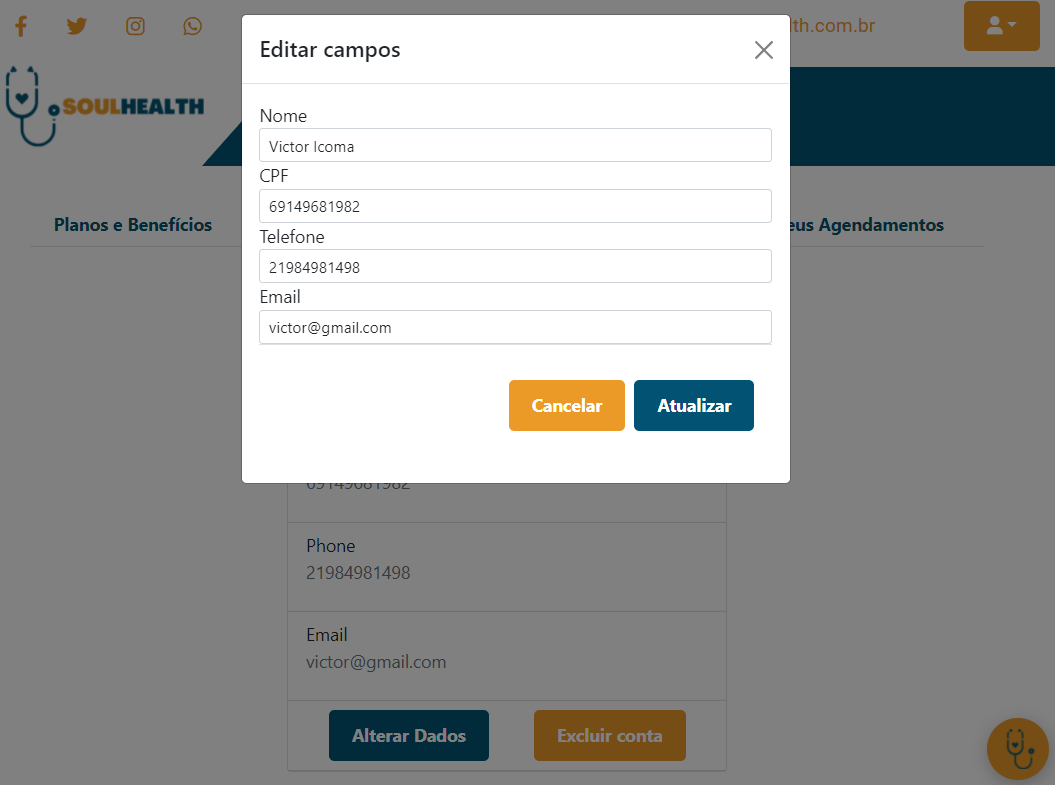 lth.com.br
Editar campos
SOULHEALTH
Nome
Victor Icoma
CPF
69149681982
Planos e Benefícios
eus Agendamentos
Telefone
21984981498
Email
victor@gmail.com
Cancelar
Atualizar
69149681982
Phone
21984981498
Email
victor@gmail.com
Alterar Dados
Excluir conta